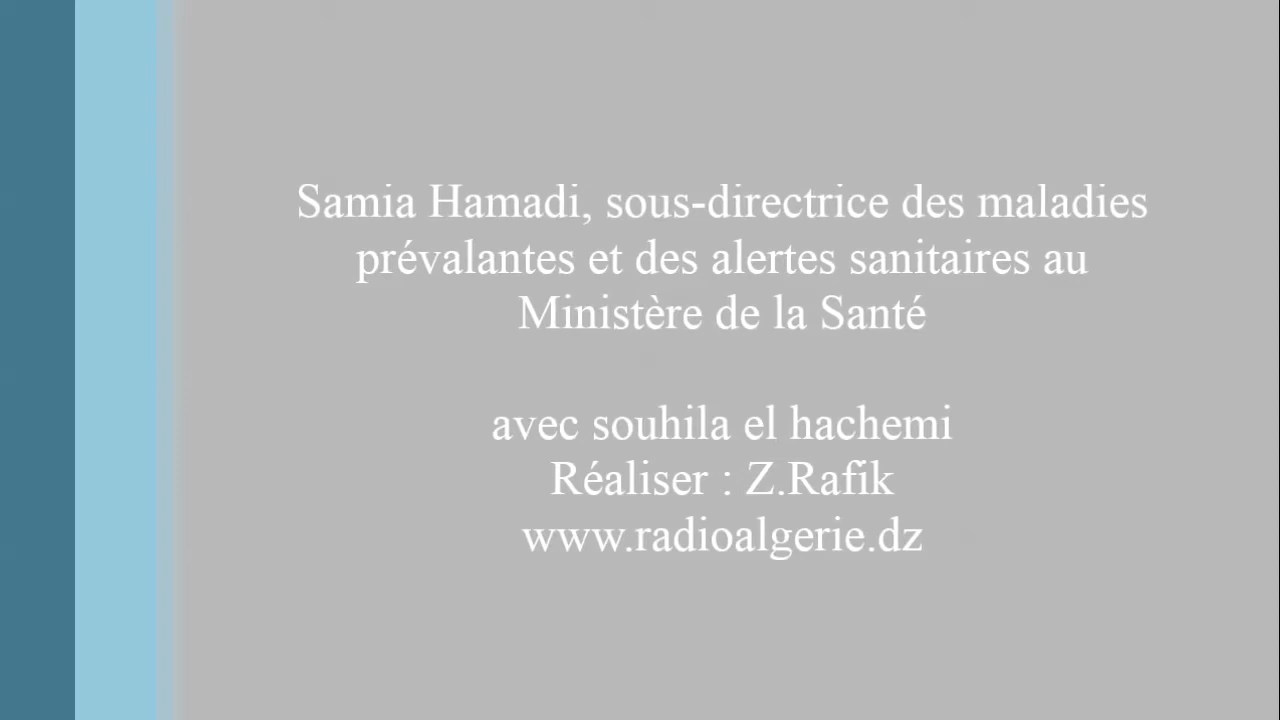 Samia Hamadi, sous-directrice des maladies
prévalantes et des alertes sanitaires au
Ministère de la Santé
avec souhila el hachemi
Réaliser : Z.Rafik
www.radioalgerie.dz